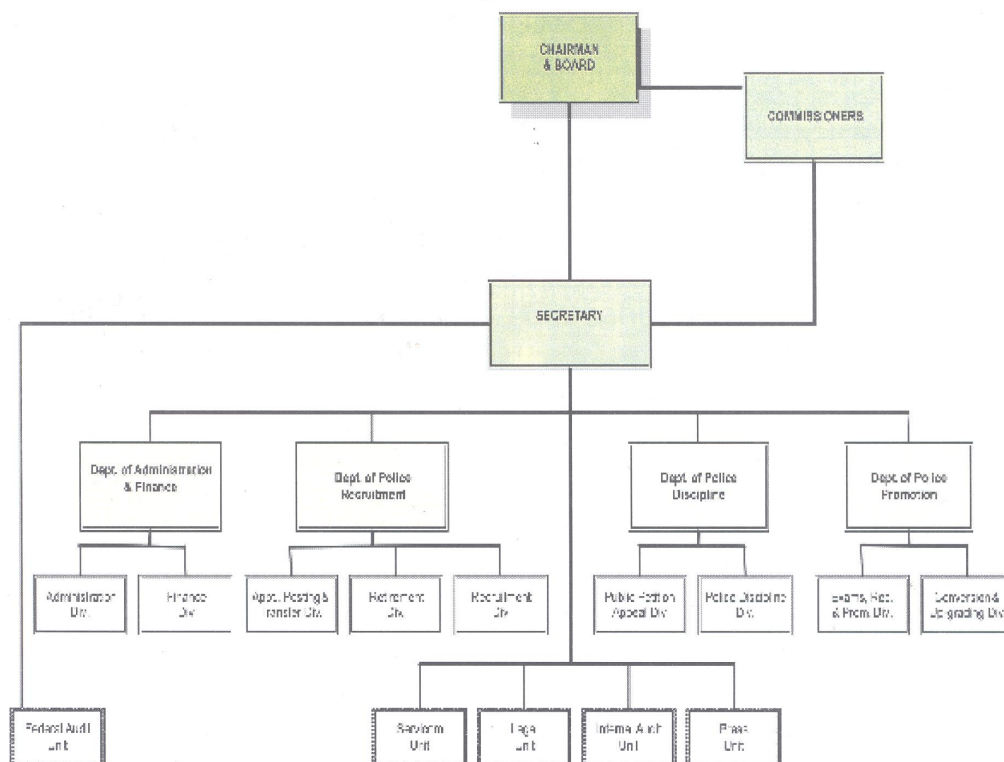 CHAIRMAN
& BOARD
COMMISSIONERS
SECRETARY
Dept. of Administration
& Finance
Dept. of Police
Recruitment
Dept. of Police
Discipline
Dept. of Police
Promotion
Administration
Div.
Finance
Div.
Appt. Posting &
Transfer Div.
Retirement
Div.
Recruitment
Div.
Public Petition
Appeal Div
Police Discipline
Div.
Exams, Rec.
& Prom. Div.
Conversion &
Up-grading Div
Federal Audit
Unit
Servicom
Unit
Legal
Unit
Internal Audit
Unit
Press
Unit